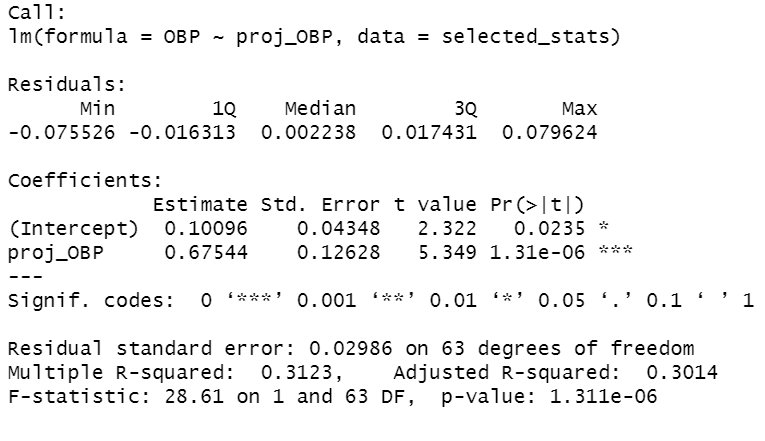 Call:
lm(formula = OBP ~ proj_OBP, data = selected_stats)
Residuals:
Min 1Q Median 3Q Max
-0.075526 -0.016313 0.002238 0.017431 0.079624
Coefficients:
Estimate Std. Error t value Pr(>|t|)
(Intercept) 0.10096 0.04348 2.322 0.0235 *
proj_OBP 0.67544 0.12628 5.349 1.31e-06 ***
---
Signif. codes: 0 ‘***’ 0.001 ‘**’ 0.01 ‘*’ 0.05 ‘.’ 0.1 ‘ ’ 1
Residual standard error: 0.02986 on 63 degrees of freedom
Multiple R-squared: 0.3123, Adjusted R-squared: 0.3014
F-statistic: 28.61 on 1 and 63 DF, p-value: 1.311e-06